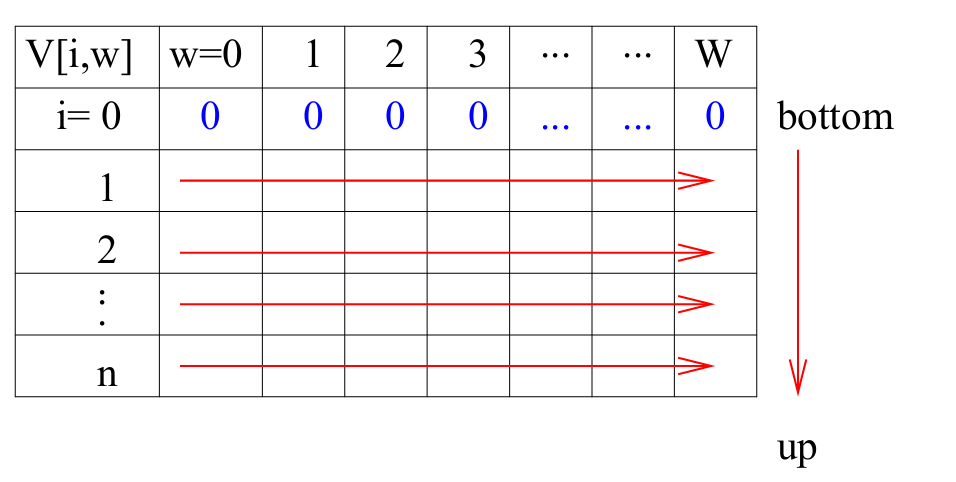 V[i,w] w=0 1 2 3 ... ... W
i= 0 0 0 0 0 ... ... 0 bottom
1
2
⋮
n
up